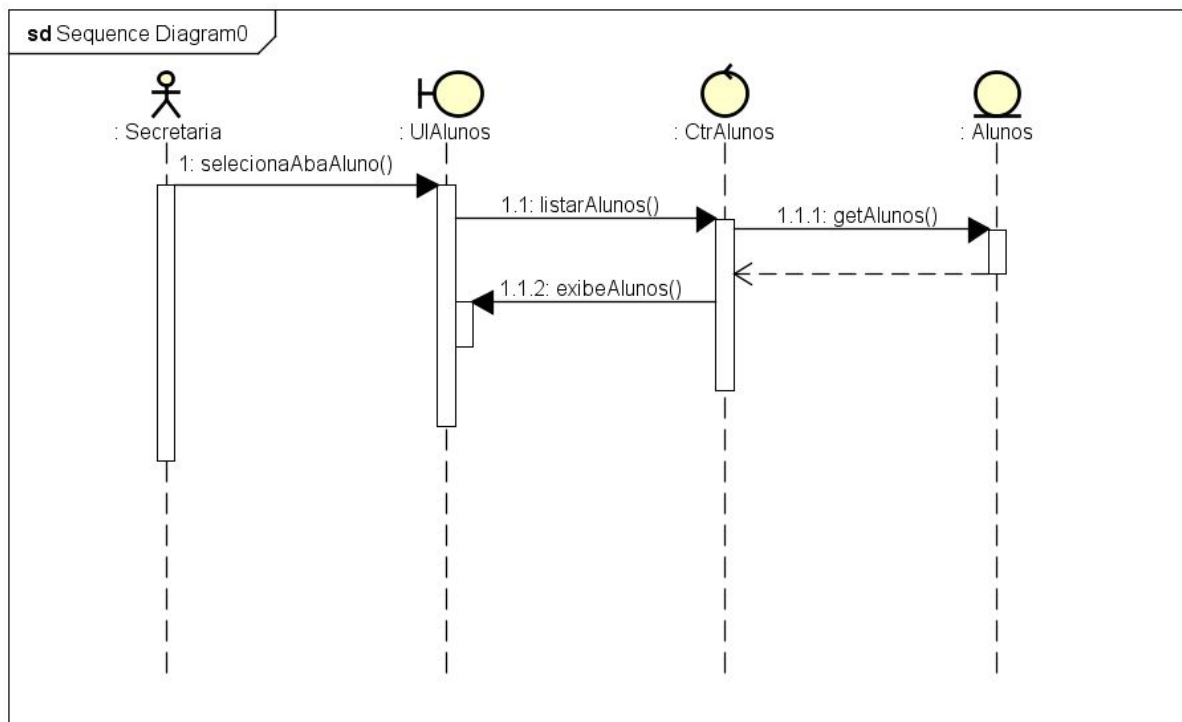 sd Sequence Diagram0
: Secretaria
: UIAlunos
: CtrAlunos
: Alunos
1: selecionaAbaAluno()
1.1: listarAlunos()
1.1.1: getAlunos()
1.1.2: exibeAlunos()